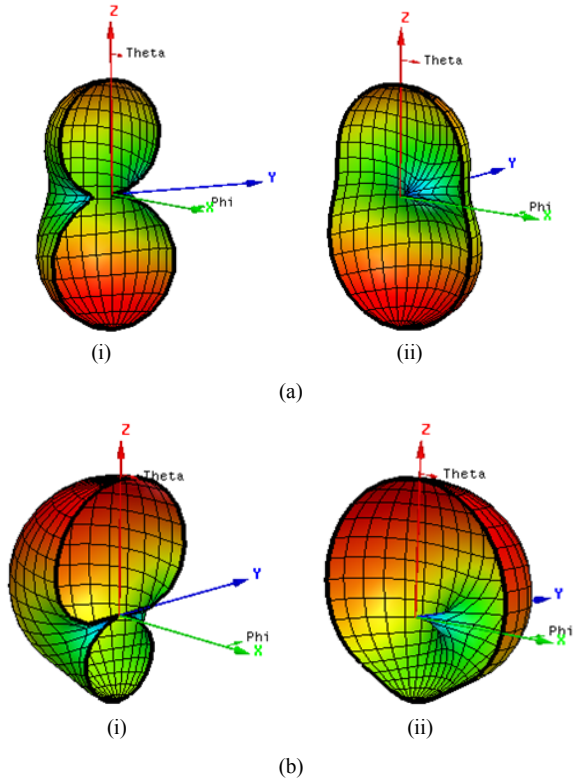 Z Z
Theta Theta
Y Y
Phi Phi
X X
(i) (ii)
(a)
Z Z
Theta Theta
Y Y
Phi Phi
X X
(i) (ii)
(b)